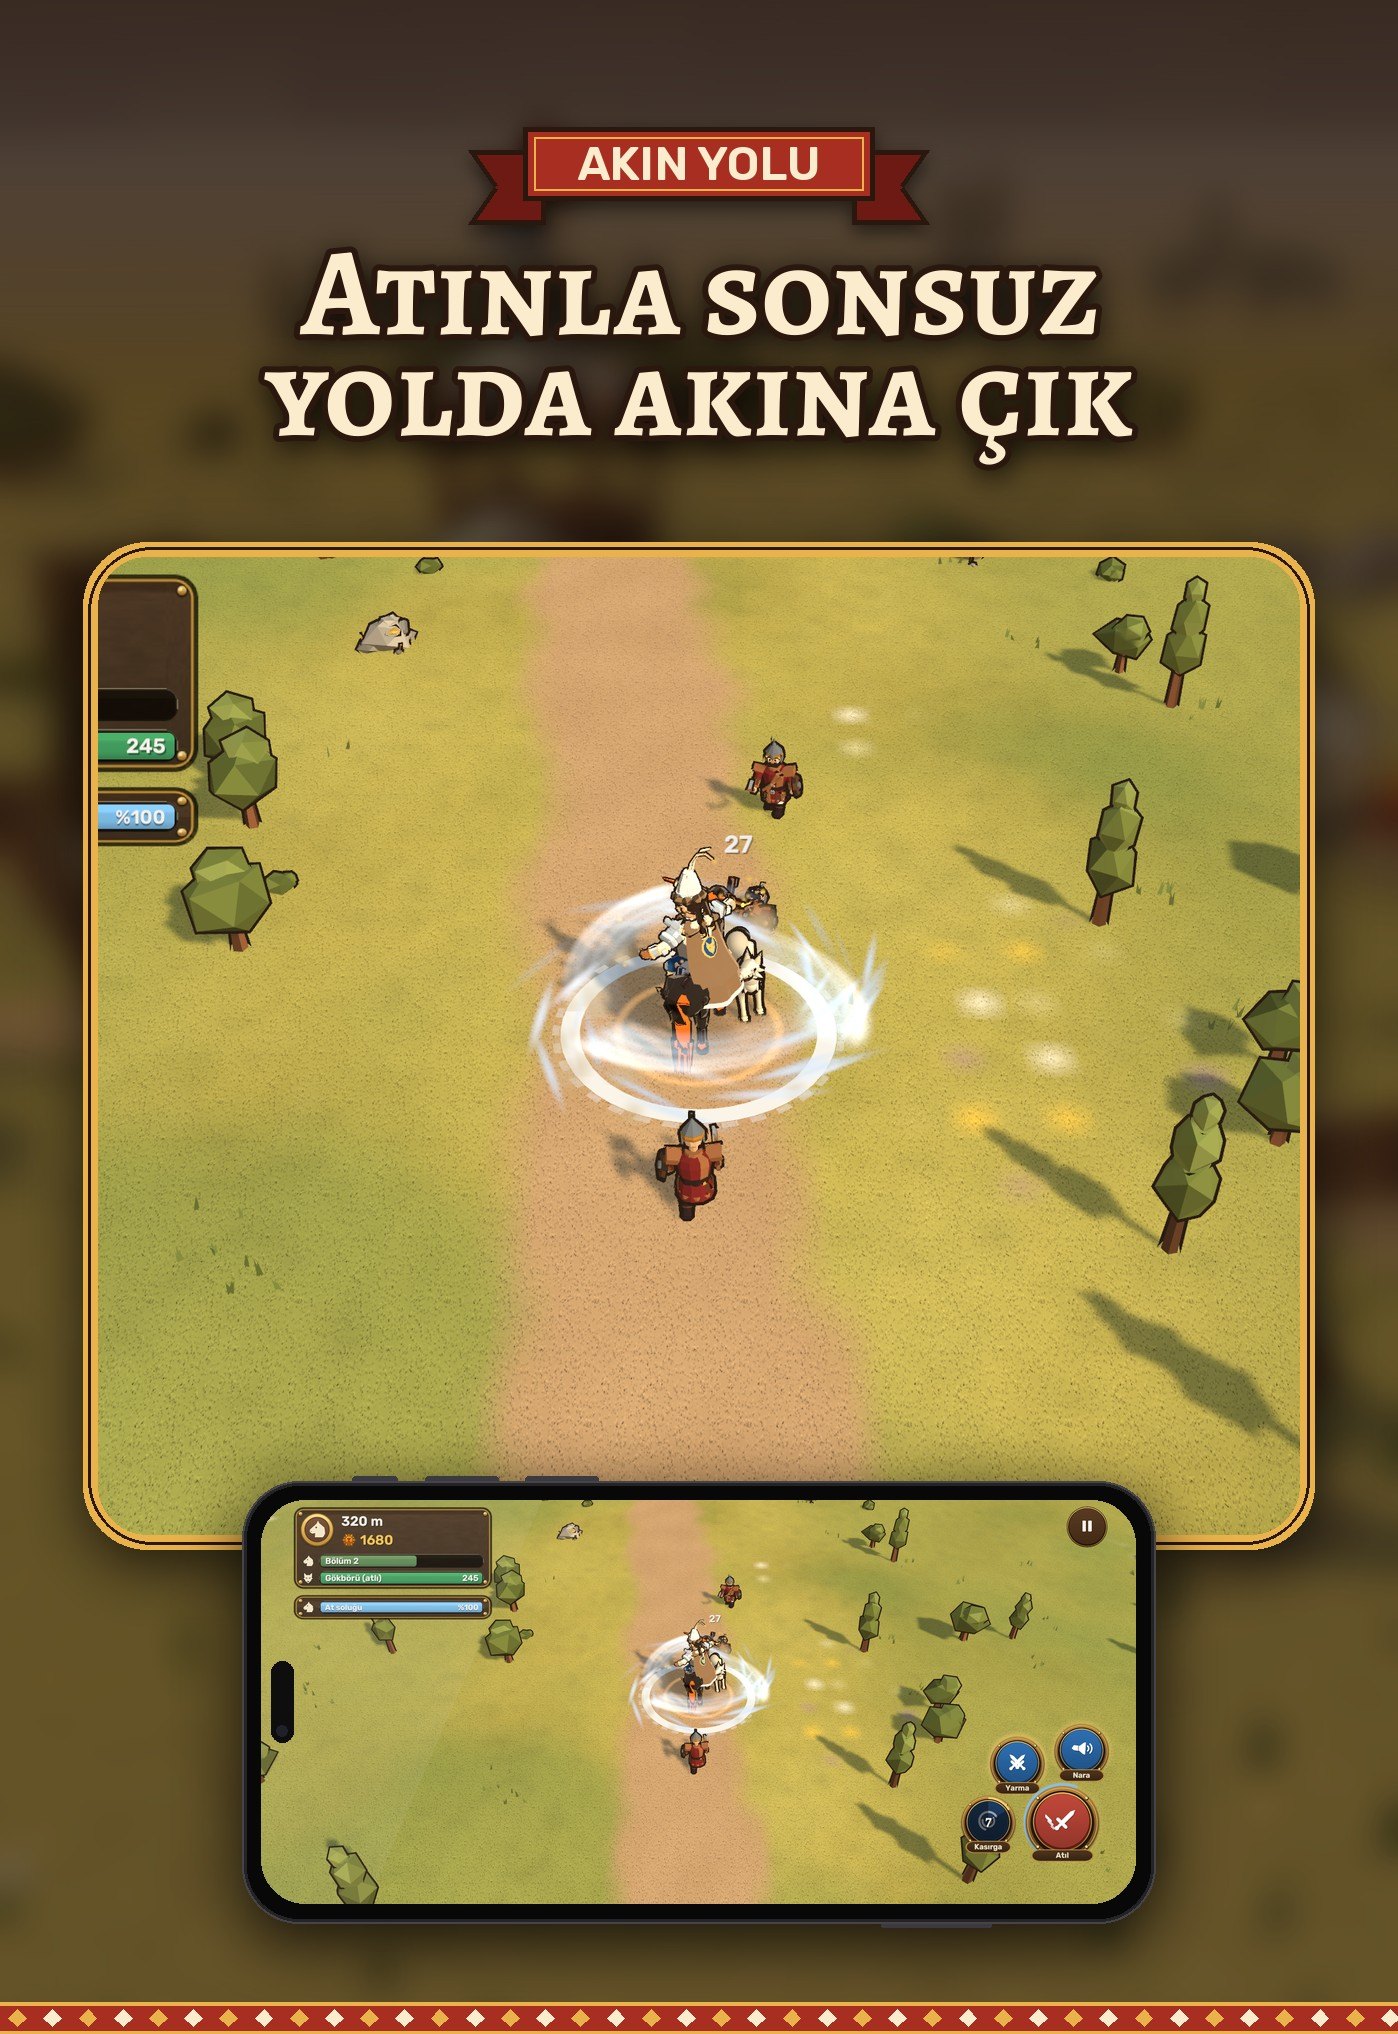 AKIN YOLU
ATINLA SONSUZ
YOLDA AKINA ÇIK
245
%100
27
320 m
1680
Bölüm 2
Gökbörü (atlı) 245
At soluğu %100
27
Nara
Yarma
7
Kasırga
Atıl